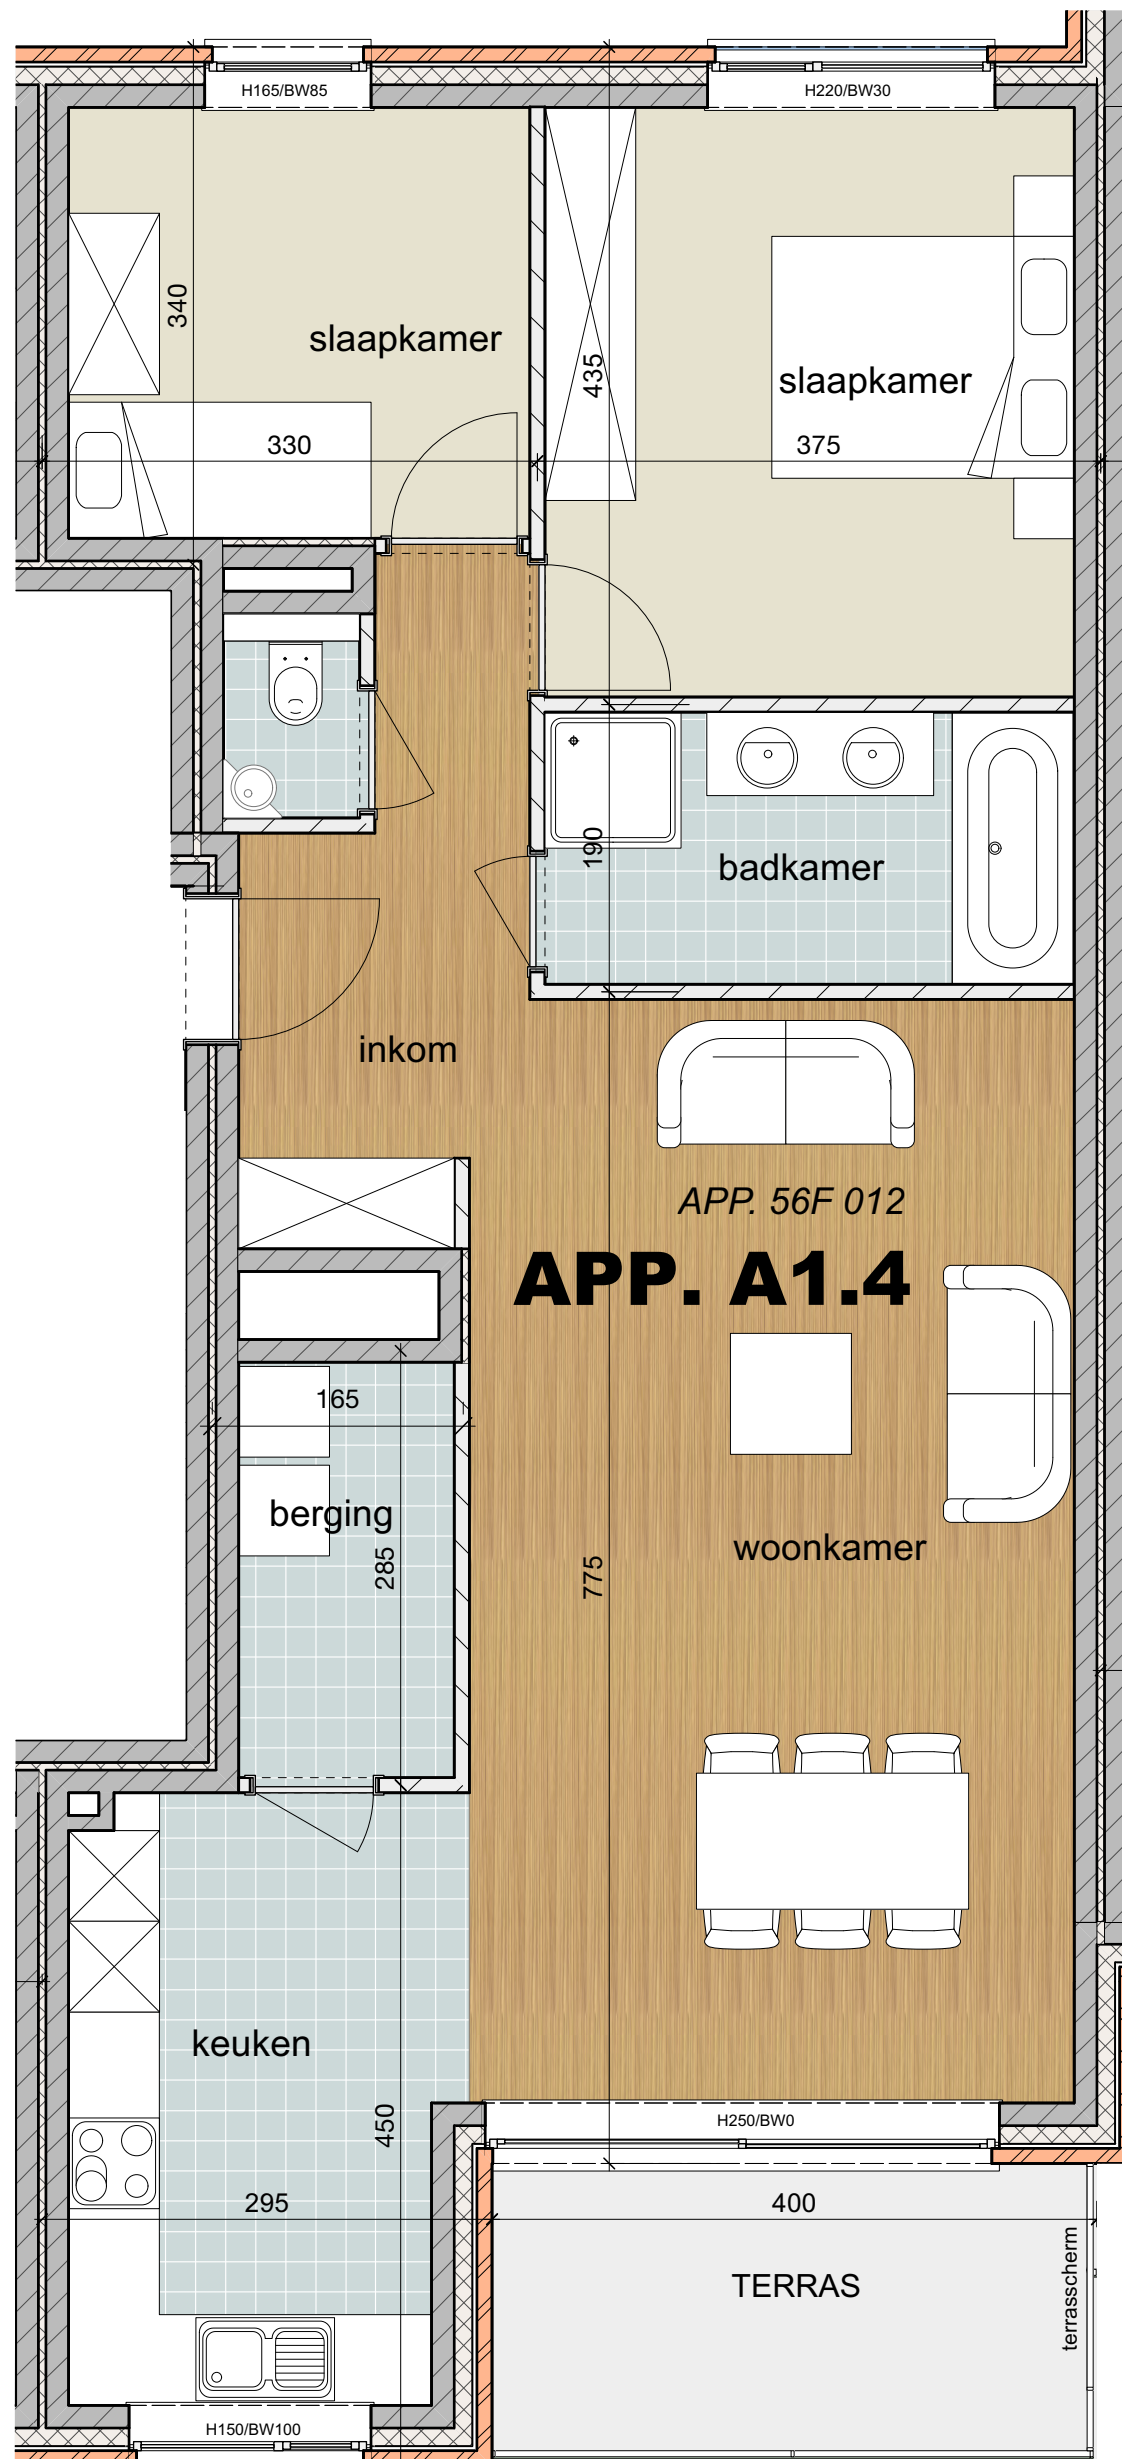 H165/BW85
H220/BW30
340
slaapkamer
435
slaapkamer
330
375
190
badkamer
inkom
APP. 56F 012
APP. A1.4
165
berging
285
775
woonkamer
keuken
450
H250/BW0
295
400
TERRAS
terrasscherm
H150/BW100